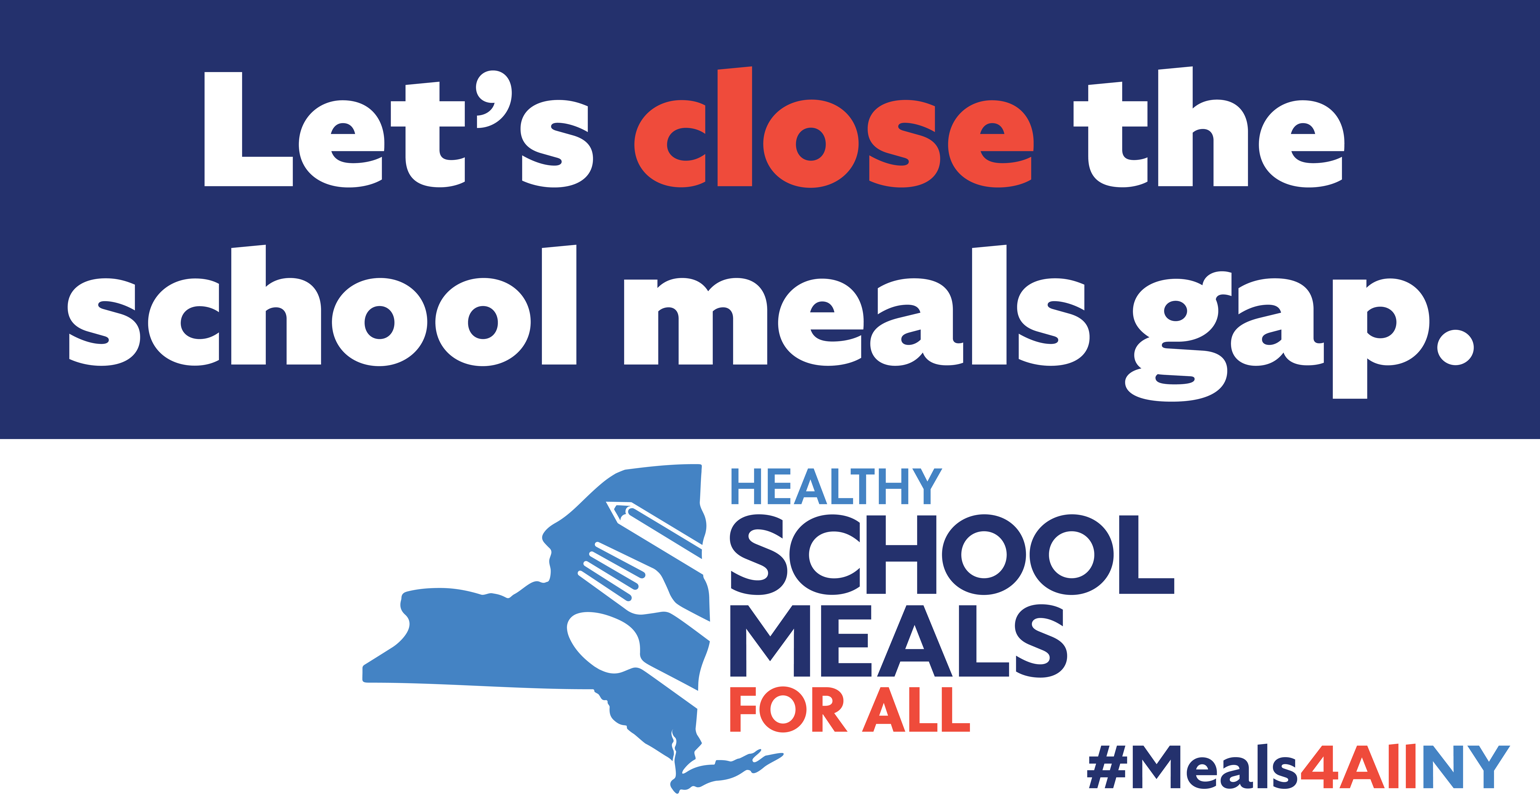 Let’s close the
school meals gap.
HEALTHY
SCHOOL
MEALS
FOR ALL
#Meals4AllNY